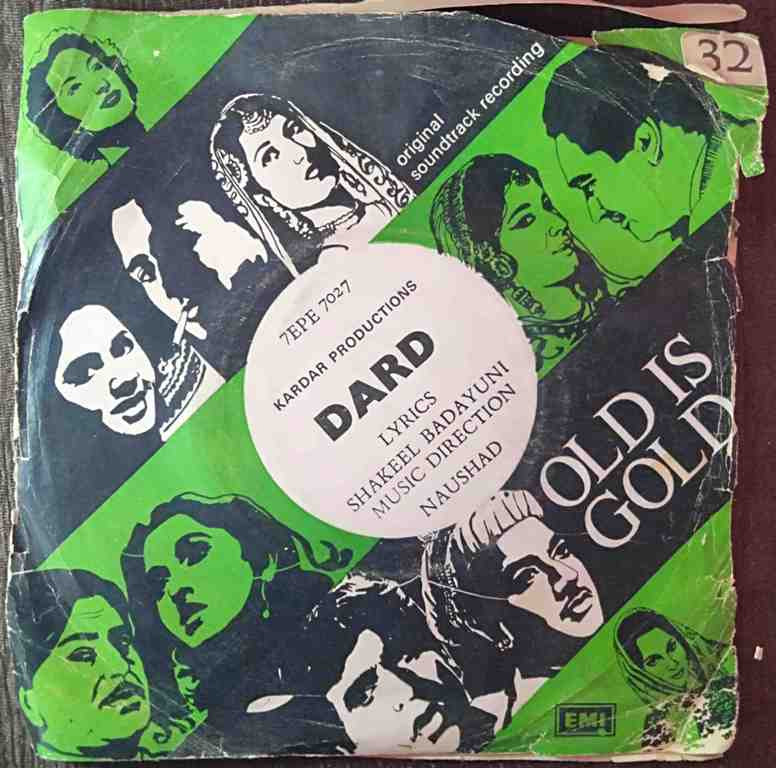 32
original
soundtrack recording
7EPE 7027
KARDAR PRODUCTIONS
DARD
LYRICS
SHAKEEL BADAYUNI
MUSIC DIRECTION
NAUSHAD
OLD IS
GOLD
EMI